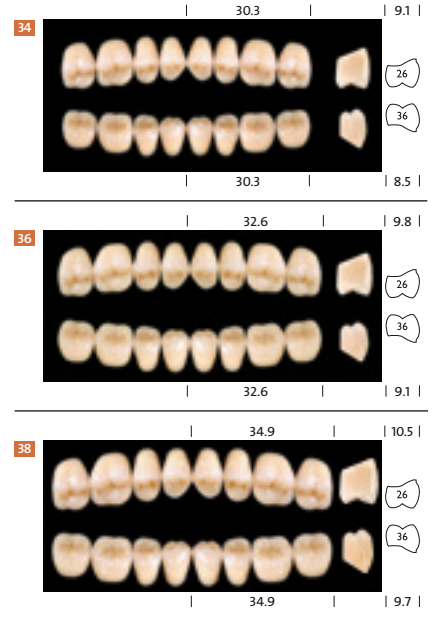 | 30.3 | | 9.1 |
34
26
36
| 30.3 | | 8.5 |
| 32.6 | | 9.8 |
36
26
36
| 32.6 | | 9.1 |
| 34.9 | | 10.5 |
38
26
36
| 34.9 | | 9.7 |